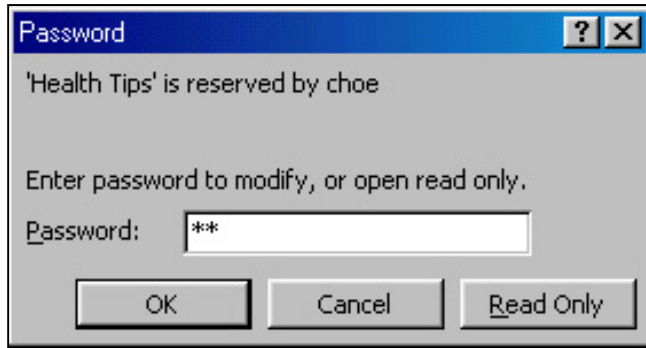 Password
'Health Tips' is reserved by choe
Enter password to modify, or open read only.
Password: **
OK Cancel Read Only